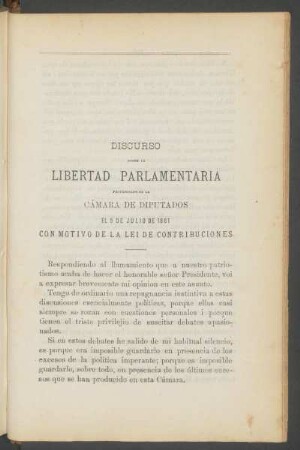 DISCURSO
SOBRE LA
LIBERTAD PARLAMENTARIA
PRONUNCIADO EN LA
CÁMARA DE DIPUTADOS
EL 5 DE JULIO DE 1881
CON MOTIVO DE LA LEI DE CONTRIBUCIONES
Respondiendo al llamamiento que a nuestro patrio-
tismo acaba de hacer el honorable señor Presidente, voi
a expresar brevemente mi opinion en este asunto.
Tengo de ordinario una repugnancia instintiva a estas
discusiones esencialmente políticas, porque ellas casi
siempre se rozan con cuestiones personales i porque
tienen el triste privilejio de suscitar debates apasio-
nados.
Si en estos debates he salido de mi habitual silencio,
es porque era imposible guardarlo en presencia de los
excesos de la política imperante; porque es imposible
guardarlo, sobre todo, en presencia de los últimos suce-
sos que se han producido en esta Cámara.